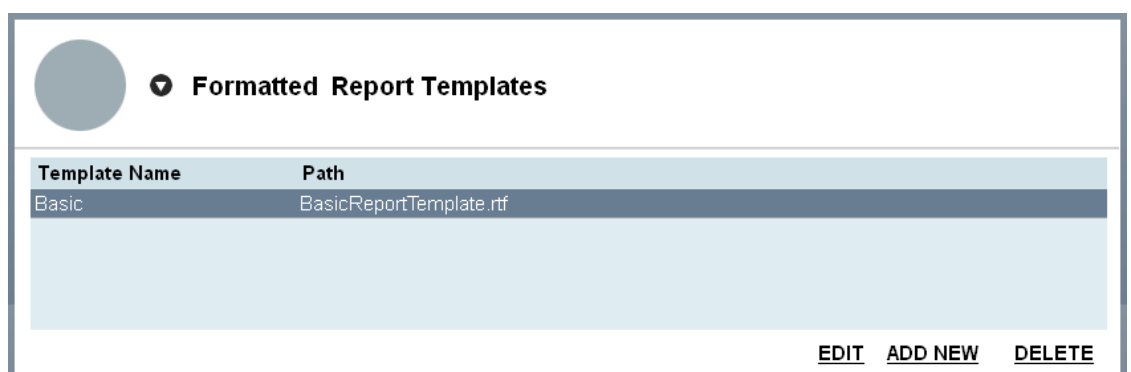 Formatted Report Templates
Template Name Path
Basic BasicReportTemplate.rtf
EDIT ADD NEW DELETE